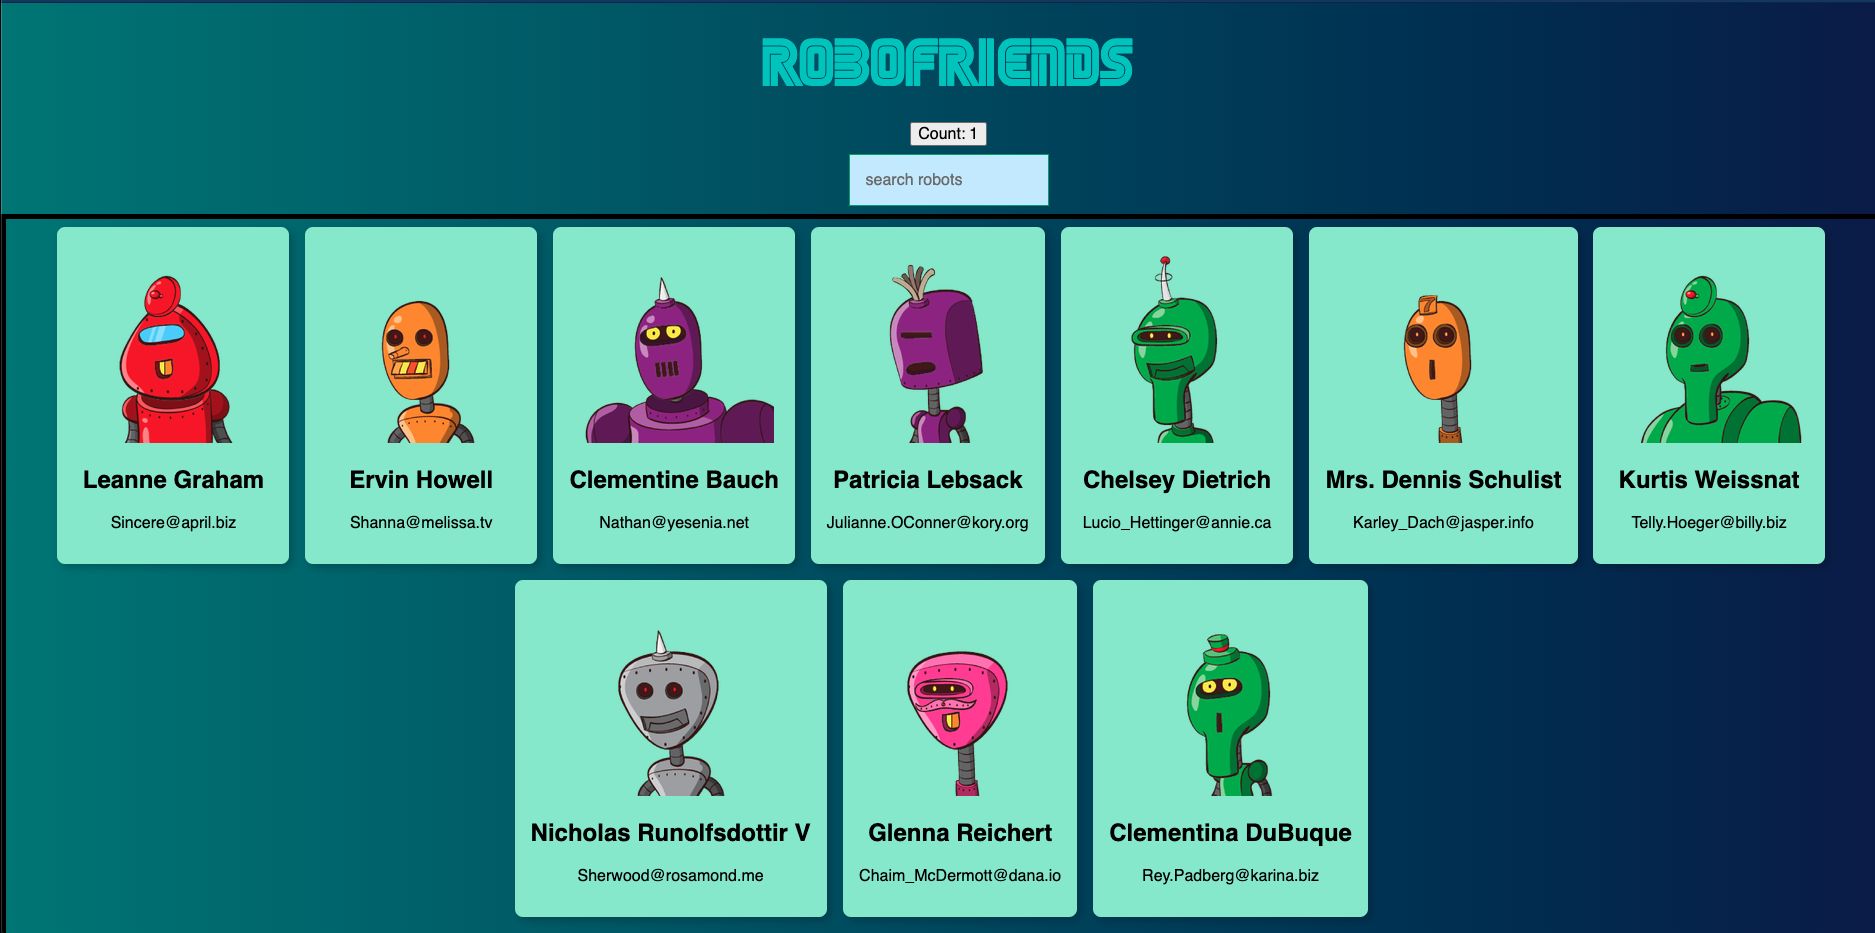 ROBOFRIENDS
Count: 1
search robots
7
Leanne Graham
Sincere@april.biz
Ervin Howell
Shanna@melissa.tv
Clementine Bauch
Nathan@yesenia.net
Patricia Lebsack
Julianne.OConner@kory.org
Chelsey Dietrich
Lucio_Hettinger@annie.ca
Mrs. Dennis Schulist
Karley_Dach@jasper.info
Kurtis Weissnat
Telly.Hoeger@billy.biz
Nicholas Runolfsdottir V
Sherwood@rosamond.me
Glenna Reichert
Chaim_McDermott@dana.io
Clementina DuBuque
Rey.Padberg@karina.biz